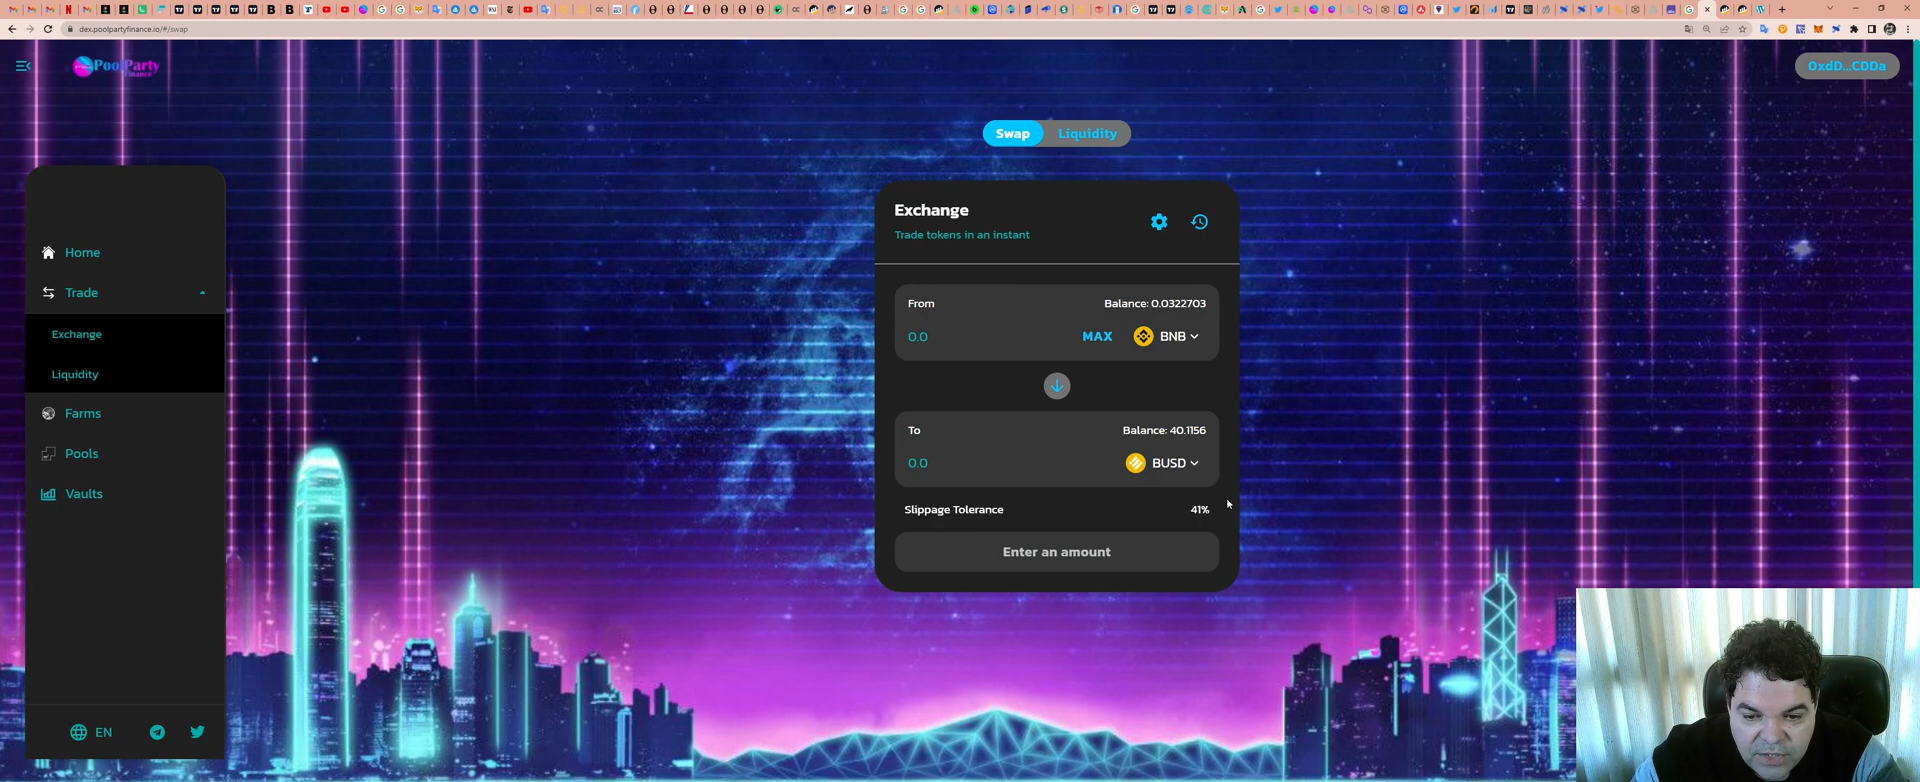 dex.poolpartyfinance.io/#/swap
PoolParty
Finance
0xdD...CDDa
Swap
Liquidity
Home
Trade
Exchange
Liquidity
Farms
Pools
Vaults
EN
Exchange
Trade tokens in an instant
From
Balance: 0.0322703
0.0
MAX
BNB
To
Balance: 40.1156
0.0
BUSD
Slippage Tolerance
41%
Enter an amount